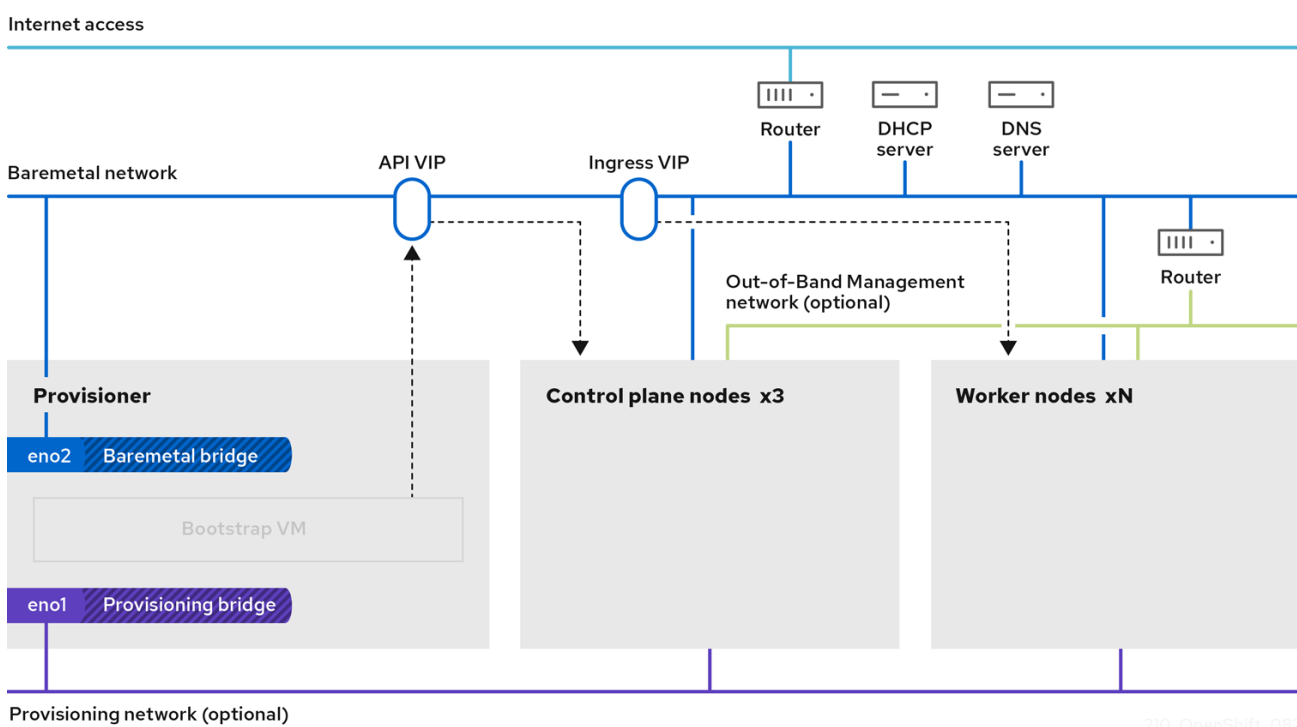 Internet access
Router
DHCP
server
DNS
server
API VIP
Ingress VIP
Baremetal network
Router
Out-of-Band Management
network (optional)
Provisioner
Control plane nodes x3
Worker nodes xN
eno2
Baremetal bridge
Bootstrap VM
eno1
Provisioning bridge
Provisioning network (optional)
210_OpenShift